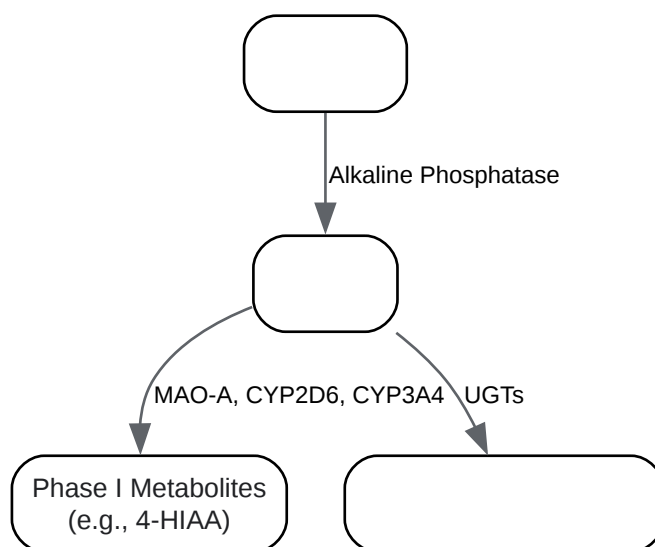 Alkaline Phosphatase
MAO-A, CYP2D6, CYP3A4
UGTs
Phase I Metabolites
(e.g., 4-HIAA)